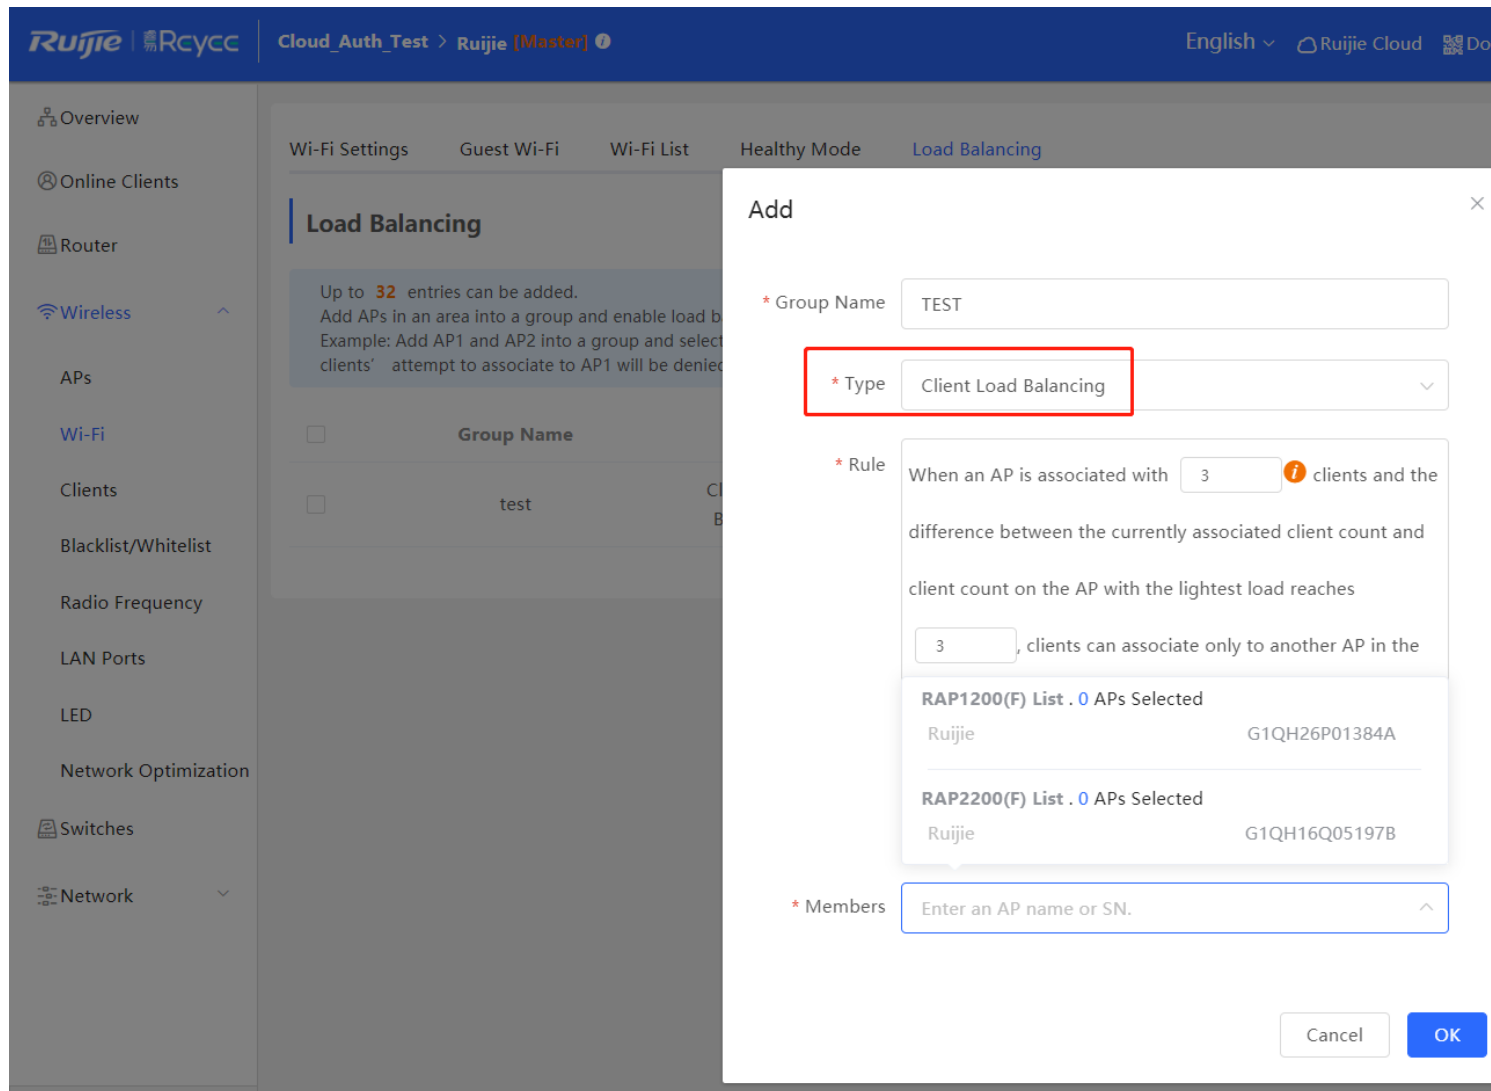 Ruijie | Reyee Cloud_Auth_Test > Ruijie [Master] English Ruijie Cloud Do
Overview
Online Clients
Router
Wireless
APs
Wi-Fi
Clients
Blacklist/Whitelist
Radio Frequency
LAN Ports
LED
Network Optimization
Switches
Network
Wi-Fi Settings Guest Wi-Fi Wi-Fi List Healthy Mode Load Balancing
Load Balancing
Up to 32 entries can be added.
Add APs in an area into a group and enable load b
Example: Add AP1 and AP2 into a group and select
clients' attempt to associate to AP1 will be denied
Group Name
test Cl
B
Add
* Group Name TEST
* Type Client Load Balancing
* Rule When an AP is associated with 3 clients and the
difference between the currently associated client count and
client count on the AP with the lightest load reaches
3 , clients can associate only to another AP in the
RAP1200(F) List . 0 APs Selected
Ruijie G1QH26P01384A
RAP2200(F) List . 0 APs Selected
Ruijie G1QH16Q05197B
* Members Enter an AP name or SN.
Cancel OK